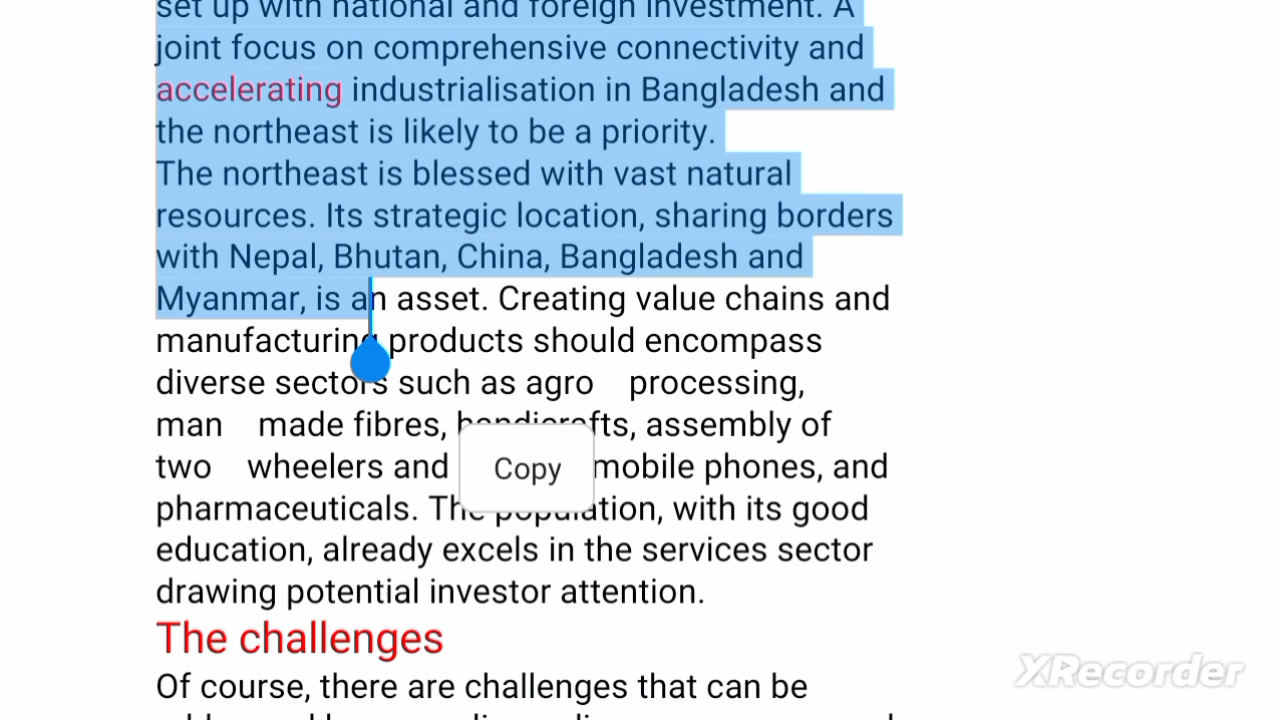 set up with national and foreign investment. A
joint focus on comprehensive connectivity and
accelerating industrialisation in Bangladesh and
the northeast is likely to be a priority.
The northeast is blessed with vast natural
resources. Its strategic location, sharing borders
with Nepal, Bhutan, China, Bangladesh and
Myanmar, is an asset. Creating value chains and
manufacturing products should encompass
diverse sectors such as agro processing,
man made fibres, handicrafts, assembly of
two wheelers and mobile phones, and
Copy
pharmaceuticals. The population, with its good
education, already excels in the services sector
drawing potential investor attention.
The challenges
Of course, there are challenges that can be
XRecorder